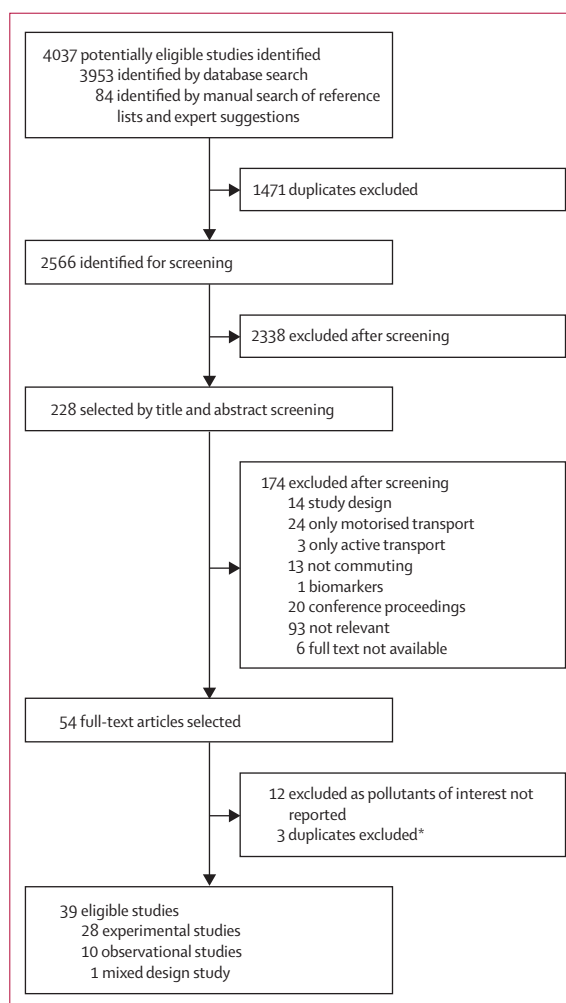 4037 potentially eligible studies identified
3953 identified by database search
84 identified by manual search of reference
lists and expert suggestions
1471 duplicates excluded
2566 identified for screening
2338 excluded after screening
228 selected by title and abstract screening
174 excluded after screening
14 study design
24 only motorised transport
3 only active transport
13 not commuting
1 biomarkers
20 conference proceedings
93 not relevant
6 full text not available
54 full-text articles selected
12 excluded as pollutants of interest not
reported
3 duplicates excluded*
39 eligible studies
28 experimental studies
10 observational studies
1 mixed design study